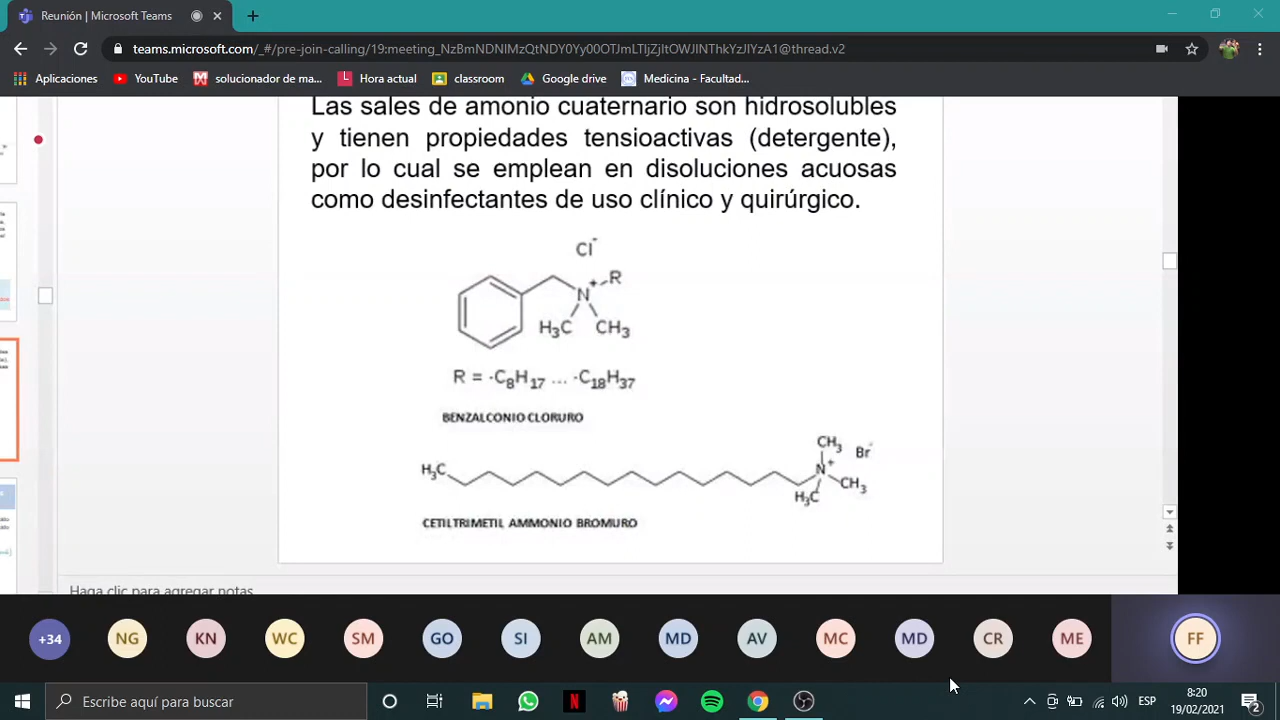 Reunión | Microsoft Teams
teams.microsoft.com/_#/pre-join-calling/19:meeting_NzBmNDNIMzQtNDY0Yy00OTJmLTljZjItOWJlNThkYzJlYzA1@thread.v2
Aplicaciones YouTube solucionador de ma... Hora actual classroom Google drive Medicina - Facultad...
Las sales de amonio cuaternario son hidrosolubles
y tienen propiedades tensioactivas (detergente),
por lo cual se emplean en disoluciones acuosas
como desinfectantes de uso clínico y quirúrgico.
Cl-
N+ R
H3C CH3
R = -C8H17 ... -C18H37
BENZALCONIO CLORURO
CH3 Br-
H3C N+ CH3
H3C
CETILTRIMETIL AMMONIO BROMURO
Haga clic para agregar notas
+34 NG KN WC SM GO SI AM MD AV MC MD CR ME FF
Escribe aquí para buscar
ESP
8:20
19/02/2021
2